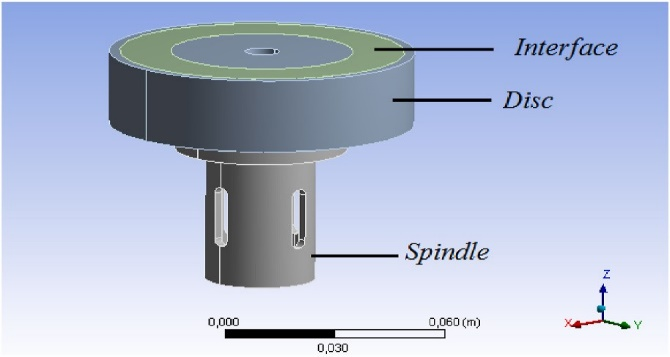 Interface
Disc
Spindle
Z
X Y
0,000 0,060 (m)
0,030